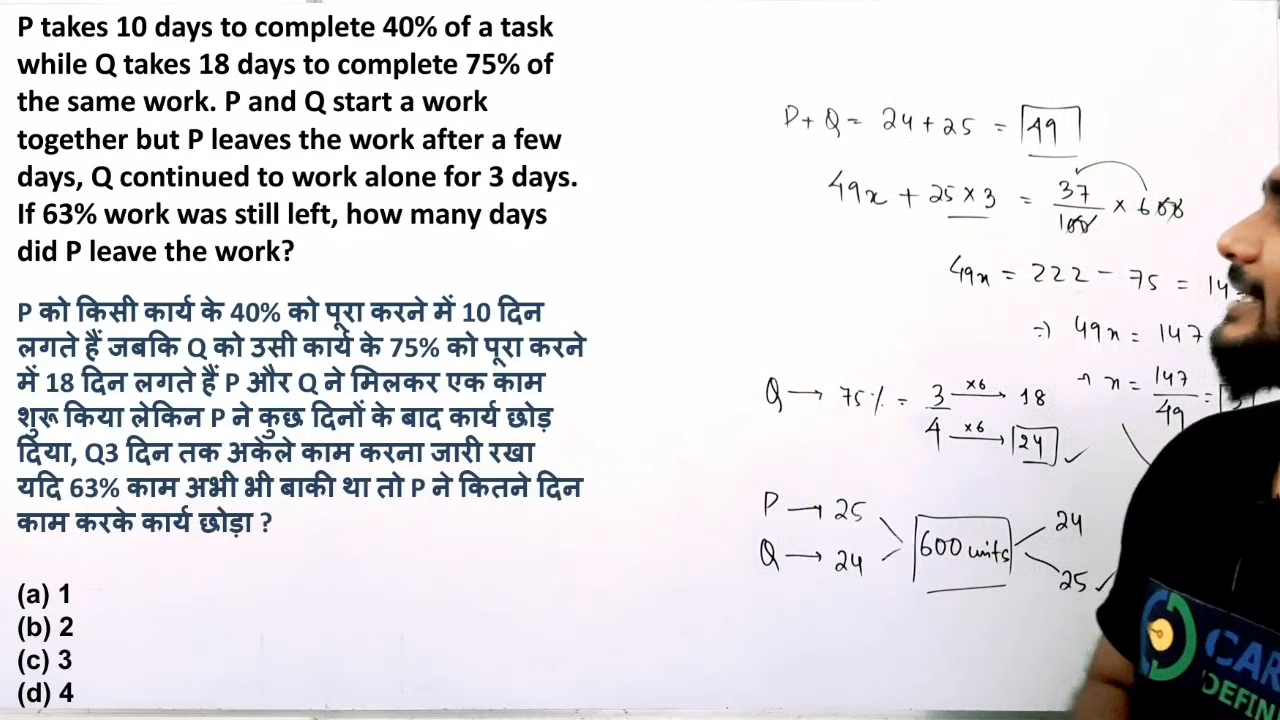 P takes 10 days to complete 40% of a task
while Q takes 18 days to complete 75% of
the same work. P and Q start a work
together but P leaves the work after a few
days, Q continued to work alone for 3 days.
If 63% work was still left, how many days
did P leave the work?
P को किसी कार्य के 40% को पूरा करने में 10 दिन
लगते हैं जबकि Q को उसी कार्य के 75% को पूरा करने
में 18 दिन लगते हैं P और Q ने मिलकर एक काम
शुरू किया लेकिन P ने कुछ दिनों के बाद कार्य छोड़
दिया, Q3 दिन तक अकेले काम करना जारी रखा
यदि 63% काम अभी भी बाकी था तो P ने कितने दिन
काम करके कार्य छोड़ा ?
(a) 1
(b) 2
(c) 3
(d) 4
P + Q = 24 + 25 = 49
49x + 25 × 3 = 37/100 × 600
49x = 222 - 75 = 14
⇒ 49x = 147
x = 147/49 =
Q → 75% = 3/4
3 ×6→ 18
4 ×6→ 24 ✓
P → 25
Q → 24
600 units
24
25 ✓
CAR
DEFIN